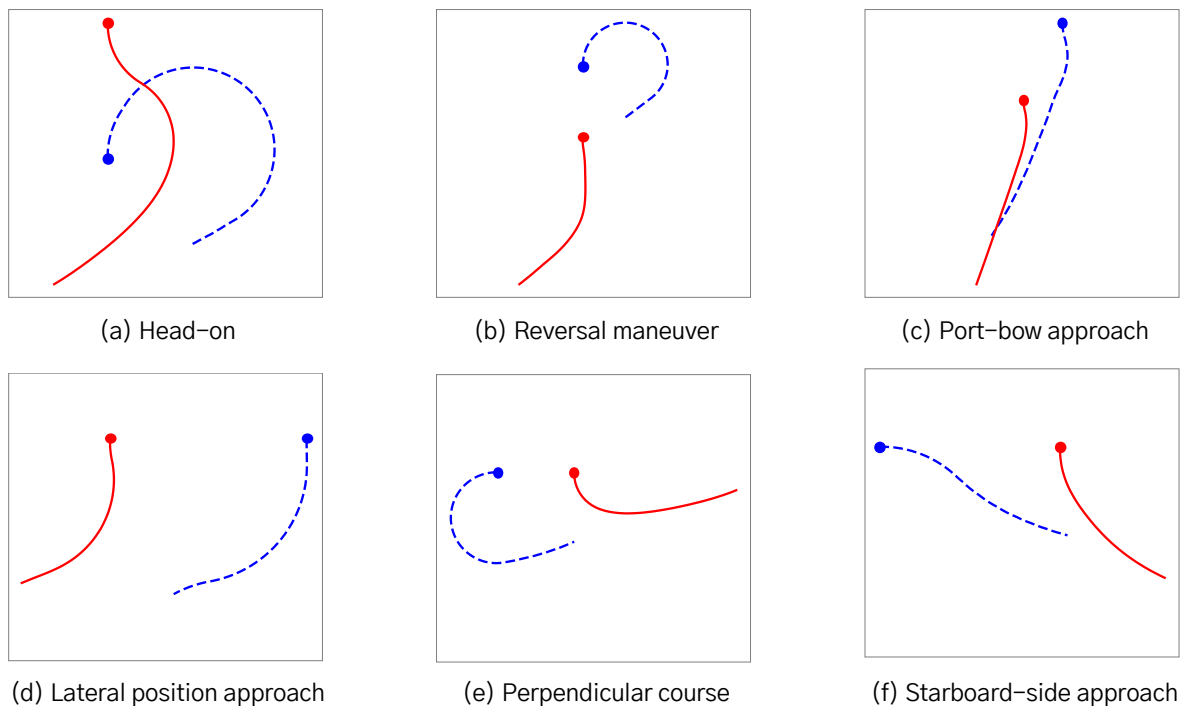 (a) Head-on
(b) Reversal maneuver
(c) Port-bow approach
(d) Lateral position approach
(e) Perpendicular course
(f) Starboard-side approach